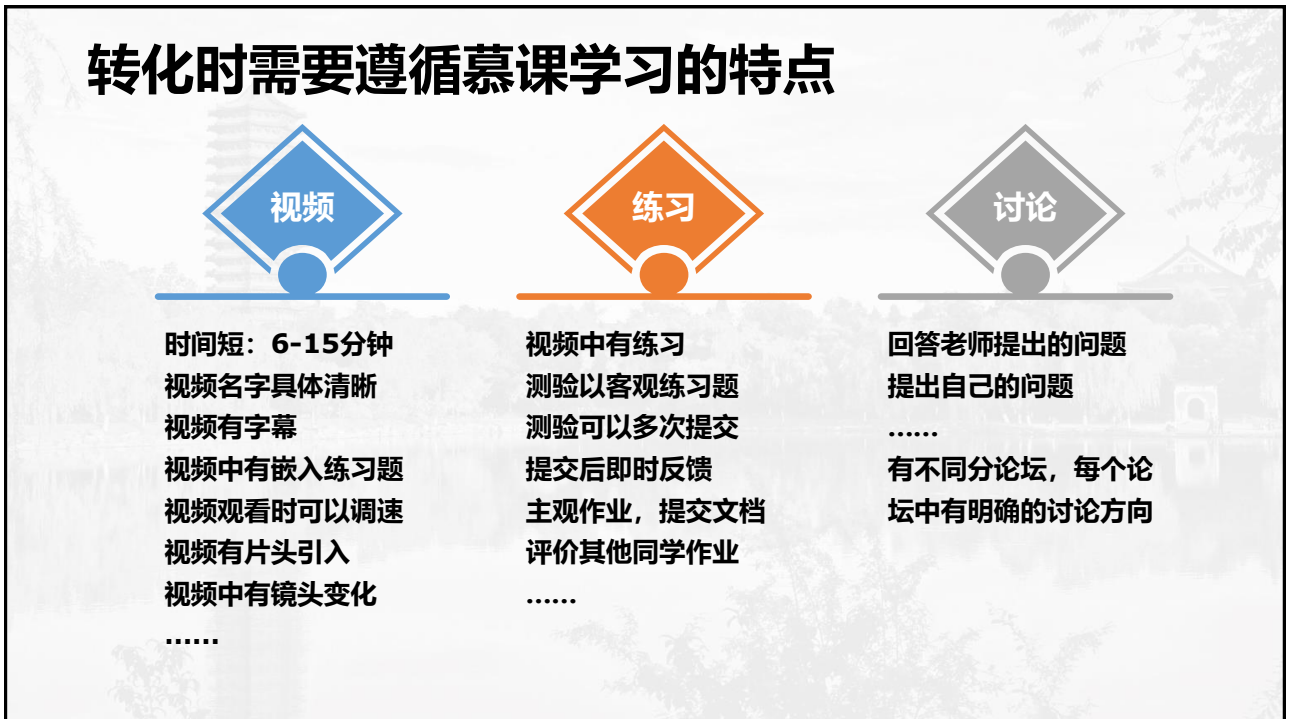 转化时需要遵循慕课学习的特点
视频
时间短：6-15分钟
视频名字具体清晰
视频有字幕
视频中有嵌入练习题
视频观看时可以调速
视频有片头引入
视频中有镜头变化
……
练习
视频中有练习
测验以客观练习题
测验可以多次提交
提交后即时反馈
主观作业，提交文档
评价其他同学作业
……
讨论
回答老师提出的问题
提出自己的问题
……
有不同分论坛，每个论
坛中有明确的讨论方向